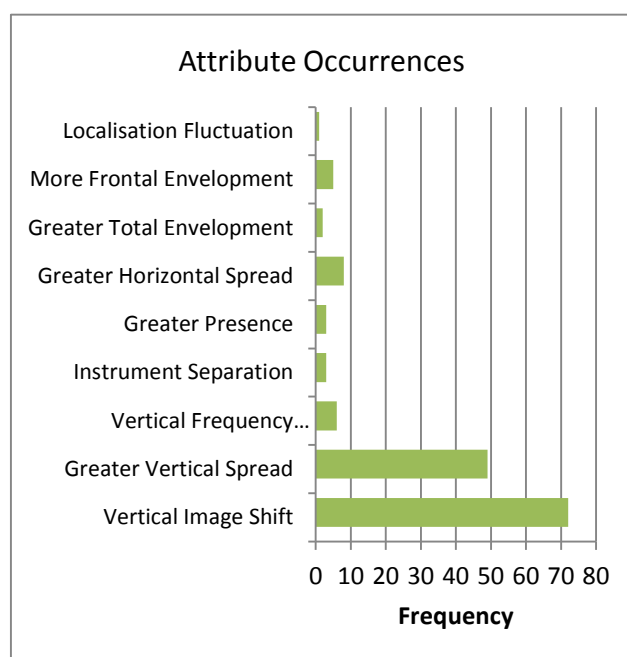 Attribute Occurrences
Localisation Fluctuation
More Frontal Envelopment
Greater Total Envelopment
Greater Horizontal Spread
Greater Presence
Instrument Separation
Vertical Frequency...
Greater Vertical Spread
Vertical Image Shift
0 10 20 30 40 50 60 70 80
Frequency